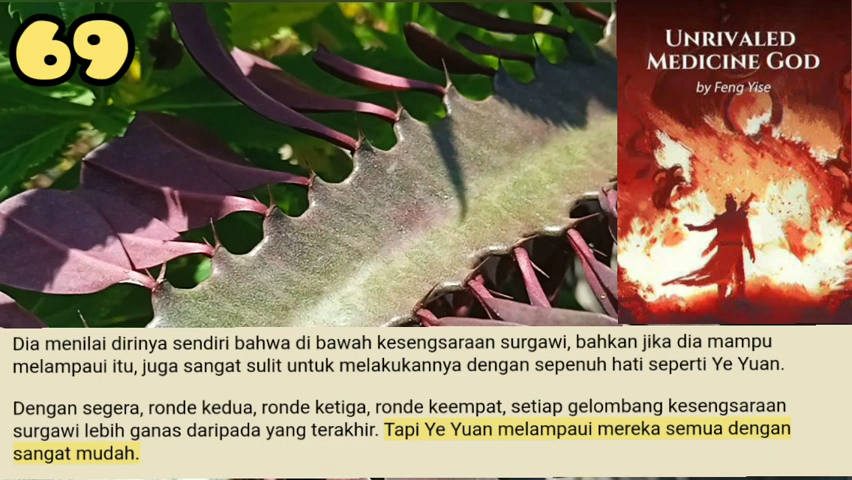 69
UNRIVALED
MEDICINE GOD
by Feng Yise
Dia menilai dirinya sendiri bahwa di bawah kesengsaraan surgawi, bahkan jika dia mampu
melampaui itu, juga sangat sulit untuk melakukannya dengan sepenuh hati seperti Ye Yuan.
Dengan segera, ronde kedua, ronde ketiga, ronde keempat, setiap gelombang kesengsaraan
surgawi lebih ganas daripada yang terakhir. Tapi Ye Yuan melampaui mereka semua dengan
sangat mudah.